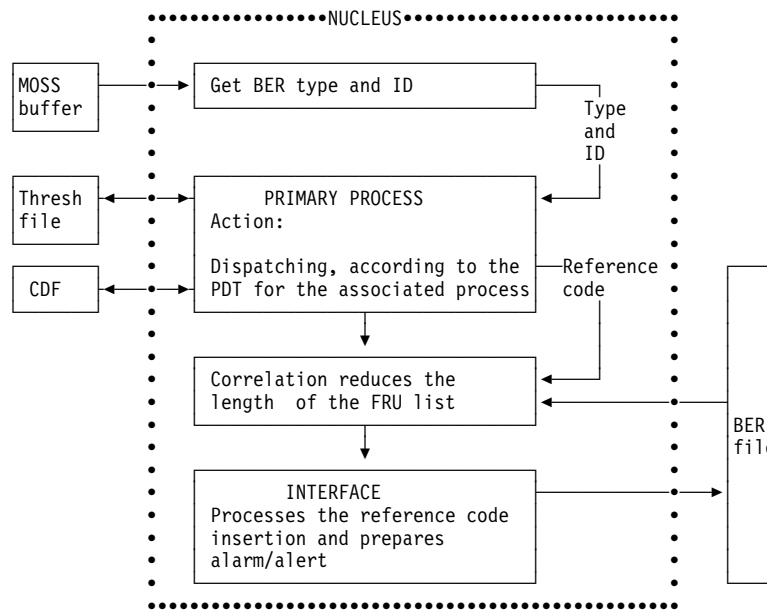 NUCLEUS
MOSS
buffer
Get BER type and ID
Type
and
ID
Thresh
file
PRIMARY PROCESS
Action:
Dispatching, according to the
PDT for the associated process
CDF
Reference
code
Correlation reduces the
length of the FRU list
BER
INTERFACE
Processes the reference code
insertion and prepares
alarm/alert